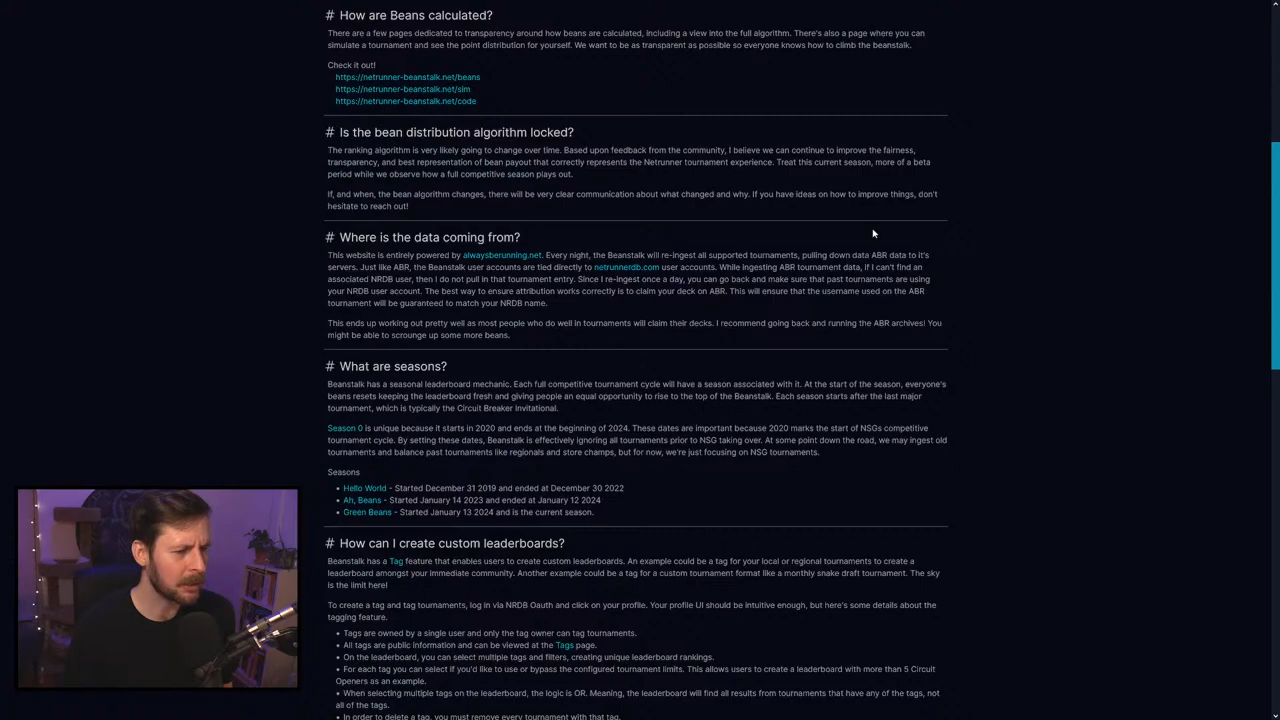 # How are Beans calculated?
There are a few pages dedicated to transparency around how beans are calculated, including a view into the full algorithm. There's also a page where you can
simulate a tournament and see the point distribution for yourself. We want to be as transparent as possible so everyone knows how to climb the beanstalk.
Check it out!
https://netrunner-beanstalk.net/beans
https://netrunner-beanstalk.net/sim
https://netrunner-beanstalk.net/code
# Is the bean distribution algorithm locked?
The ranking algorithm is very likely going to change over time. Based upon feedback from the community, I believe we can continue to improve the fairness,
transparency, and best representation of bean payout that correctly represents the Netrunner tournament experience. Treat this current season, more of a beta
period while we observe how a full competitive season plays out.
If, and when, the bean algorithm changes, there will be very clear communication about what changed and why. If you have ideas on how to improve things, don't
hesitate to reach out!
# Where is the data coming from?
This website is entirely powered by alwaysberunning.net. Every night, the Beanstalk will re-ingest all supported tournaments, pulling down data ABR data to it's
servers. Just like ABR, the Beanstalk user accounts are tied directly to netrunnerdb.com user accounts. While ingesting ABR tournament data, if I can't find an
associated NRDB user, then I do not pull in that tournament entry. Since I re-ingest once a day, you can go back and make sure that past tournaments are using
your NRDB user account. The best way to ensure attribution works correctly is to claim your deck on ABR. This will ensure that the username used on the ABR
tournament will be guaranteed to match your NRDB name.
This ends up working out pretty well as most people who do well in tournaments will claim their decks. I recommend going back and running the ABR archives! You
might be able to scrounge up some more beans.
# What are seasons?
Beanstalk has a seasonal leaderboard mechanic. Each full competitive tournament cycle will have a season associated with it. At the start of the season, everyone's
beans resets keeping the leaderboard fresh and giving people an equal opportunity to rise to the top of the Beanstalk. Each season starts after the last major
tournament, which is typically the Circuit Breaker Invitational.
Season 0 is unique because it starts in 2020 and ends at the beginning of 2024. These dates are important because 2020 marks the start of NSGs competitive
tournament cycle. By setting these dates, Beanstalk is effectively ignoring all tournaments prior to NSG taking over. At some point down the road, we may ingest old
tournaments and balance past tournaments like regionals and store champs, but for now, we're just focusing on NSG tournaments.
Seasons
• Hello World - Started December 31 2019 and ended at December 30 2022
• Ah, Beans - Started January 14 2023 and ended at January 12 2024
• Green Beans - Started January 13 2024 and is the current season.
# How can I create custom leaderboards?
Beanstalk has a Tag feature that enables users to create custom leaderboards. An example could be a tag for your local or regional tournaments to create a
leaderboard amongst your immediate community. Another example could be a tag for a custom tournament format like a monthly snake draft tournament. The sky
is the limit here!
To create a tag and tag tournaments, log in via NRDB Oauth and click on your profile. Your profile UI should be intuitive enough, but here's some details about the
tagging feature.
• Tags are owned by a single user and only the tag owner can tag tournaments.
• All tags are public information and can be viewed at the Tags page.
• On the leaderboard, you can select multiple tags and filters, creating unique leaderboard rankings.
• For each tag you can select if you'd like to use or bypass the configured tournament limits. This allows users to create a leaderboard with more than 5 Circuit
Openers as an example.
• When selecting multiple tags on the leaderboard, the logic is OR. Meaning, the leaderboard will find all results from tournaments that have any of the tags, not
all of the tags.
• In order to delete a tag, you must remove every tournament with that tag.